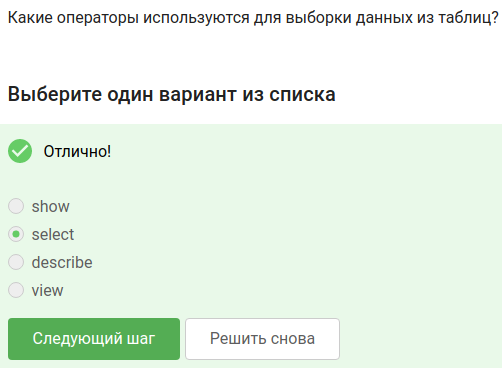 Какие операторы используются для выборки данных из таблиц?
Выберите один вариант из списка
Отлично!
show
select
describe
view
Следующий шаг
Решить снова